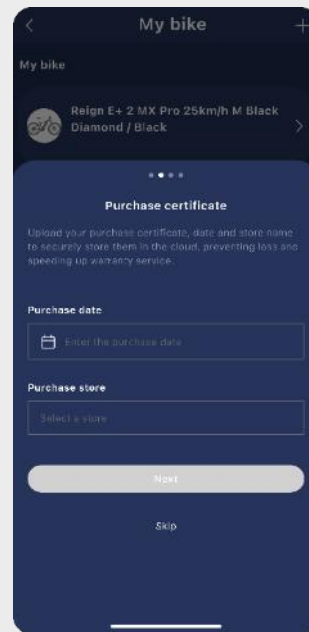 My bike
My bike
Reign E+ 2 MX Pro 25km/h M Black
Diamond / Black
Purchase certificate
Upload your purchase certificate, date and store name
to securely store them in the cloud, preventing loss and
speeding up warranty service.
Purchase date
Enter the purchase date
Purchase store
Select a store
Next
Skip